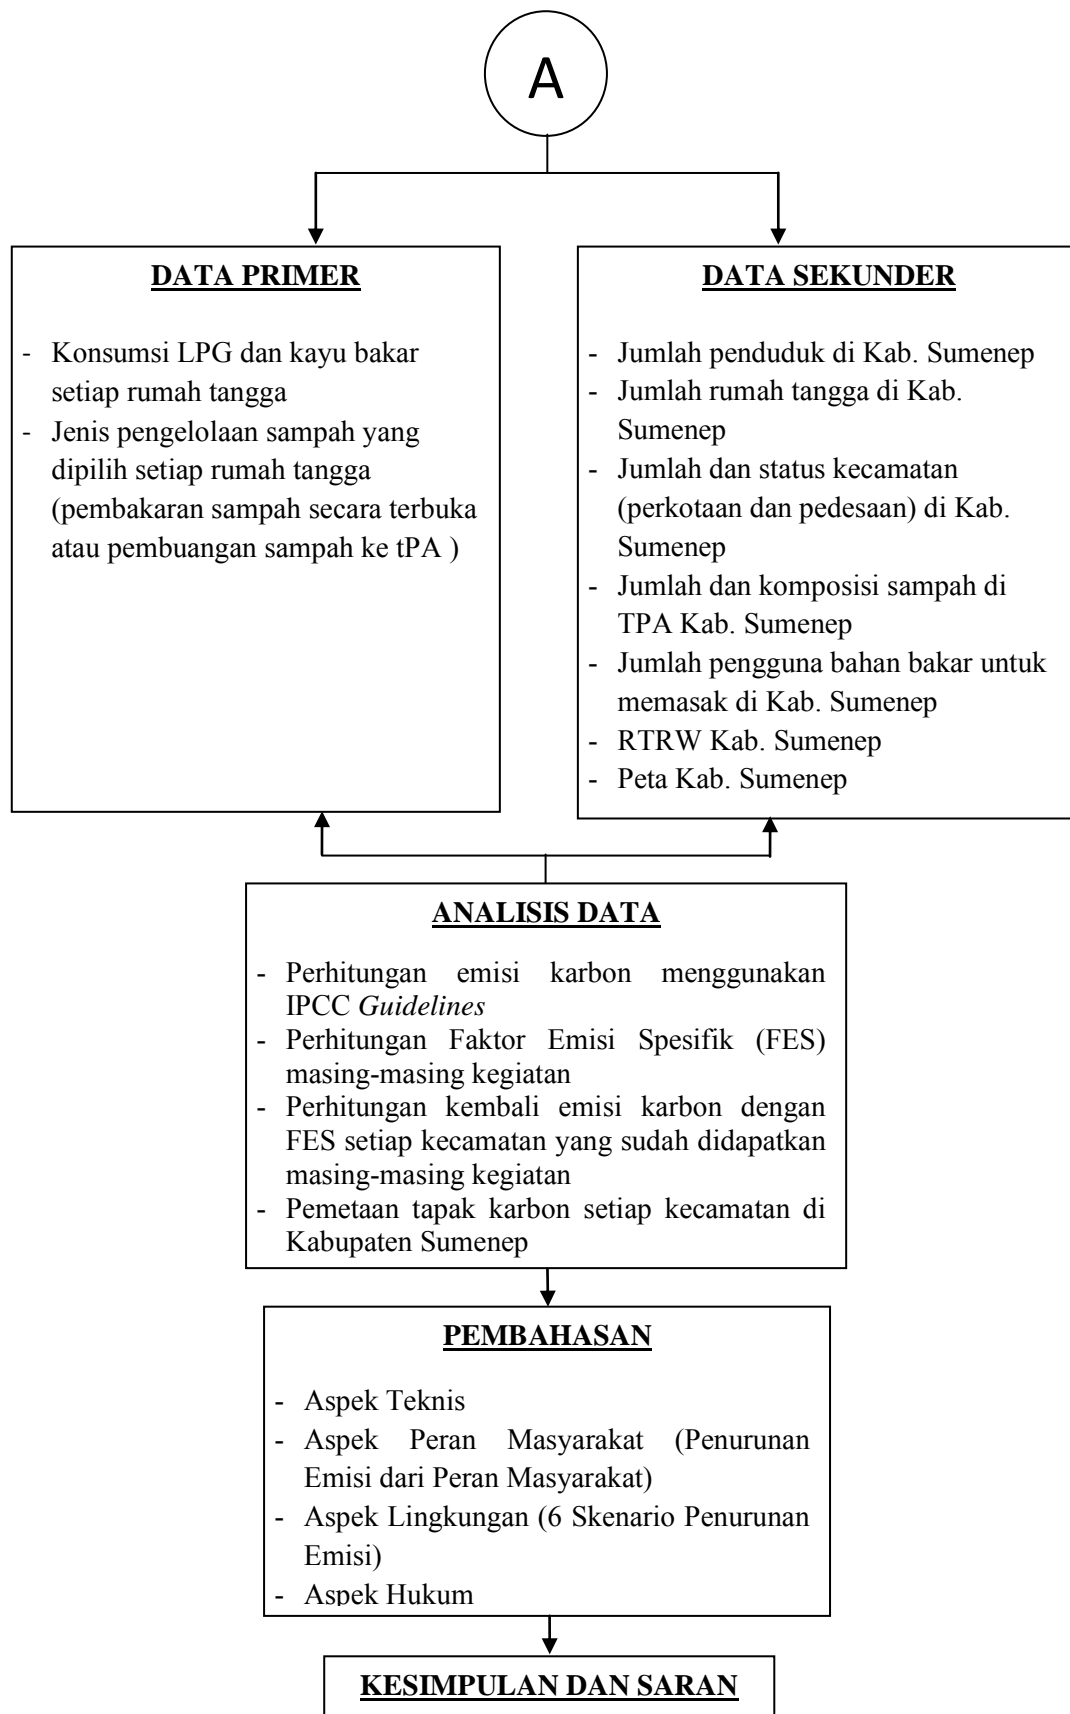 A
DATA PRIMER
- Konsumsi LPG dan kayu bakar
setiap rumah tangga
- Jenis pengelolaan sampah yang
dipilih setiap rumah tangga
(pembakaran sampah secara terbuka
atau pembuangan sampah ke tPA )
DATA SEKUNDER
- Jumlah penduduk di Kab. Sumenep
- Jumlah rumah tangga di Kab.
Sumenep
- Jumlah dan status kecamatan
(perkotaan dan pedesaan) di Kab.
Sumenep
- Jumlah dan komposisi sampah di
TPA Kab. Sumenep
- Jumlah pengguna bahan bakar untuk
memasak di Kab. Sumenep
- RTRW Kab. Sumenep
- Peta Kab. Sumenep
ANALISIS DATA
- Perhitungan emisi karbon menggunakan
IPCC Guidelines
- Perhitungan Faktor Emisi Spesifik (FES)
masing-masing kegiatan
- Perhitungan kembali emisi karbon dengan
FES setiap kecamatan yang sudah didapatkan
masing-masing kegiatan
- Pemetaan tapak karbon setiap kecamatan di
Kabupaten Sumenep
PEMBAHASAN
- Aspek Teknis
- Aspek Peran Masyarakat (Penurunan
Emisi dari Peran Masyarakat)
- Aspek Lingkungan (6 Skenario Penurunan
Emisi)
- Aspek Hukum
KESIMPULAN DAN SARAN